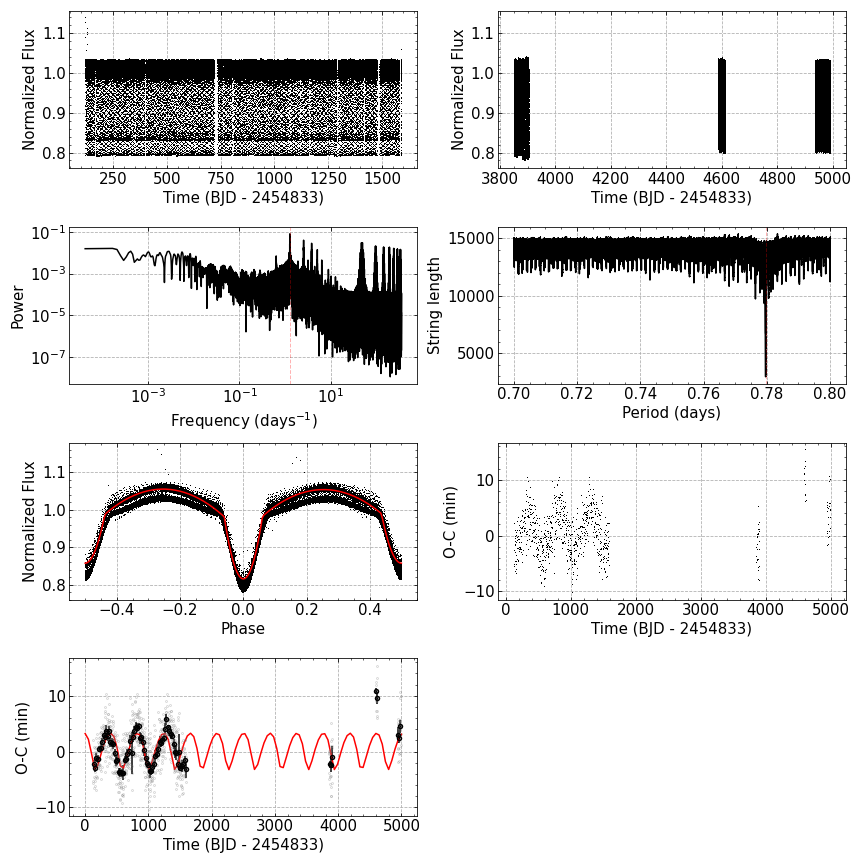 1.1
1.0
0.9
0.8
Normalized Flux
250 500 750 1000 1250 1500
Time (BJD - 2454833)
1.1
1.0
0.9
0.8
Normalized Flux
3800 4000 4200 4400 4600 4800 5000
Time (BJD - 2454833)
10⁻¹
10⁻³
10⁻⁵
10⁻⁷
Power
10⁻³ 10⁻¹ 10¹
Frequency (days⁻¹)
15000
10000
5000
String length
0.70 0.72 0.74 0.76 0.78 0.80
Period (days)
1.1
1.0
0.9
0.8
Normalized Flux
−0.4 −0.2 0.0 0.2 0.4
Phase
10
0
−10
O-C (min)
0 1000 2000 3000 4000 5000
Time (BJD - 2454833)
10
0
−10
O-C (min)
0 1000 2000 3000 4000 5000
Time (BJD - 2454833)